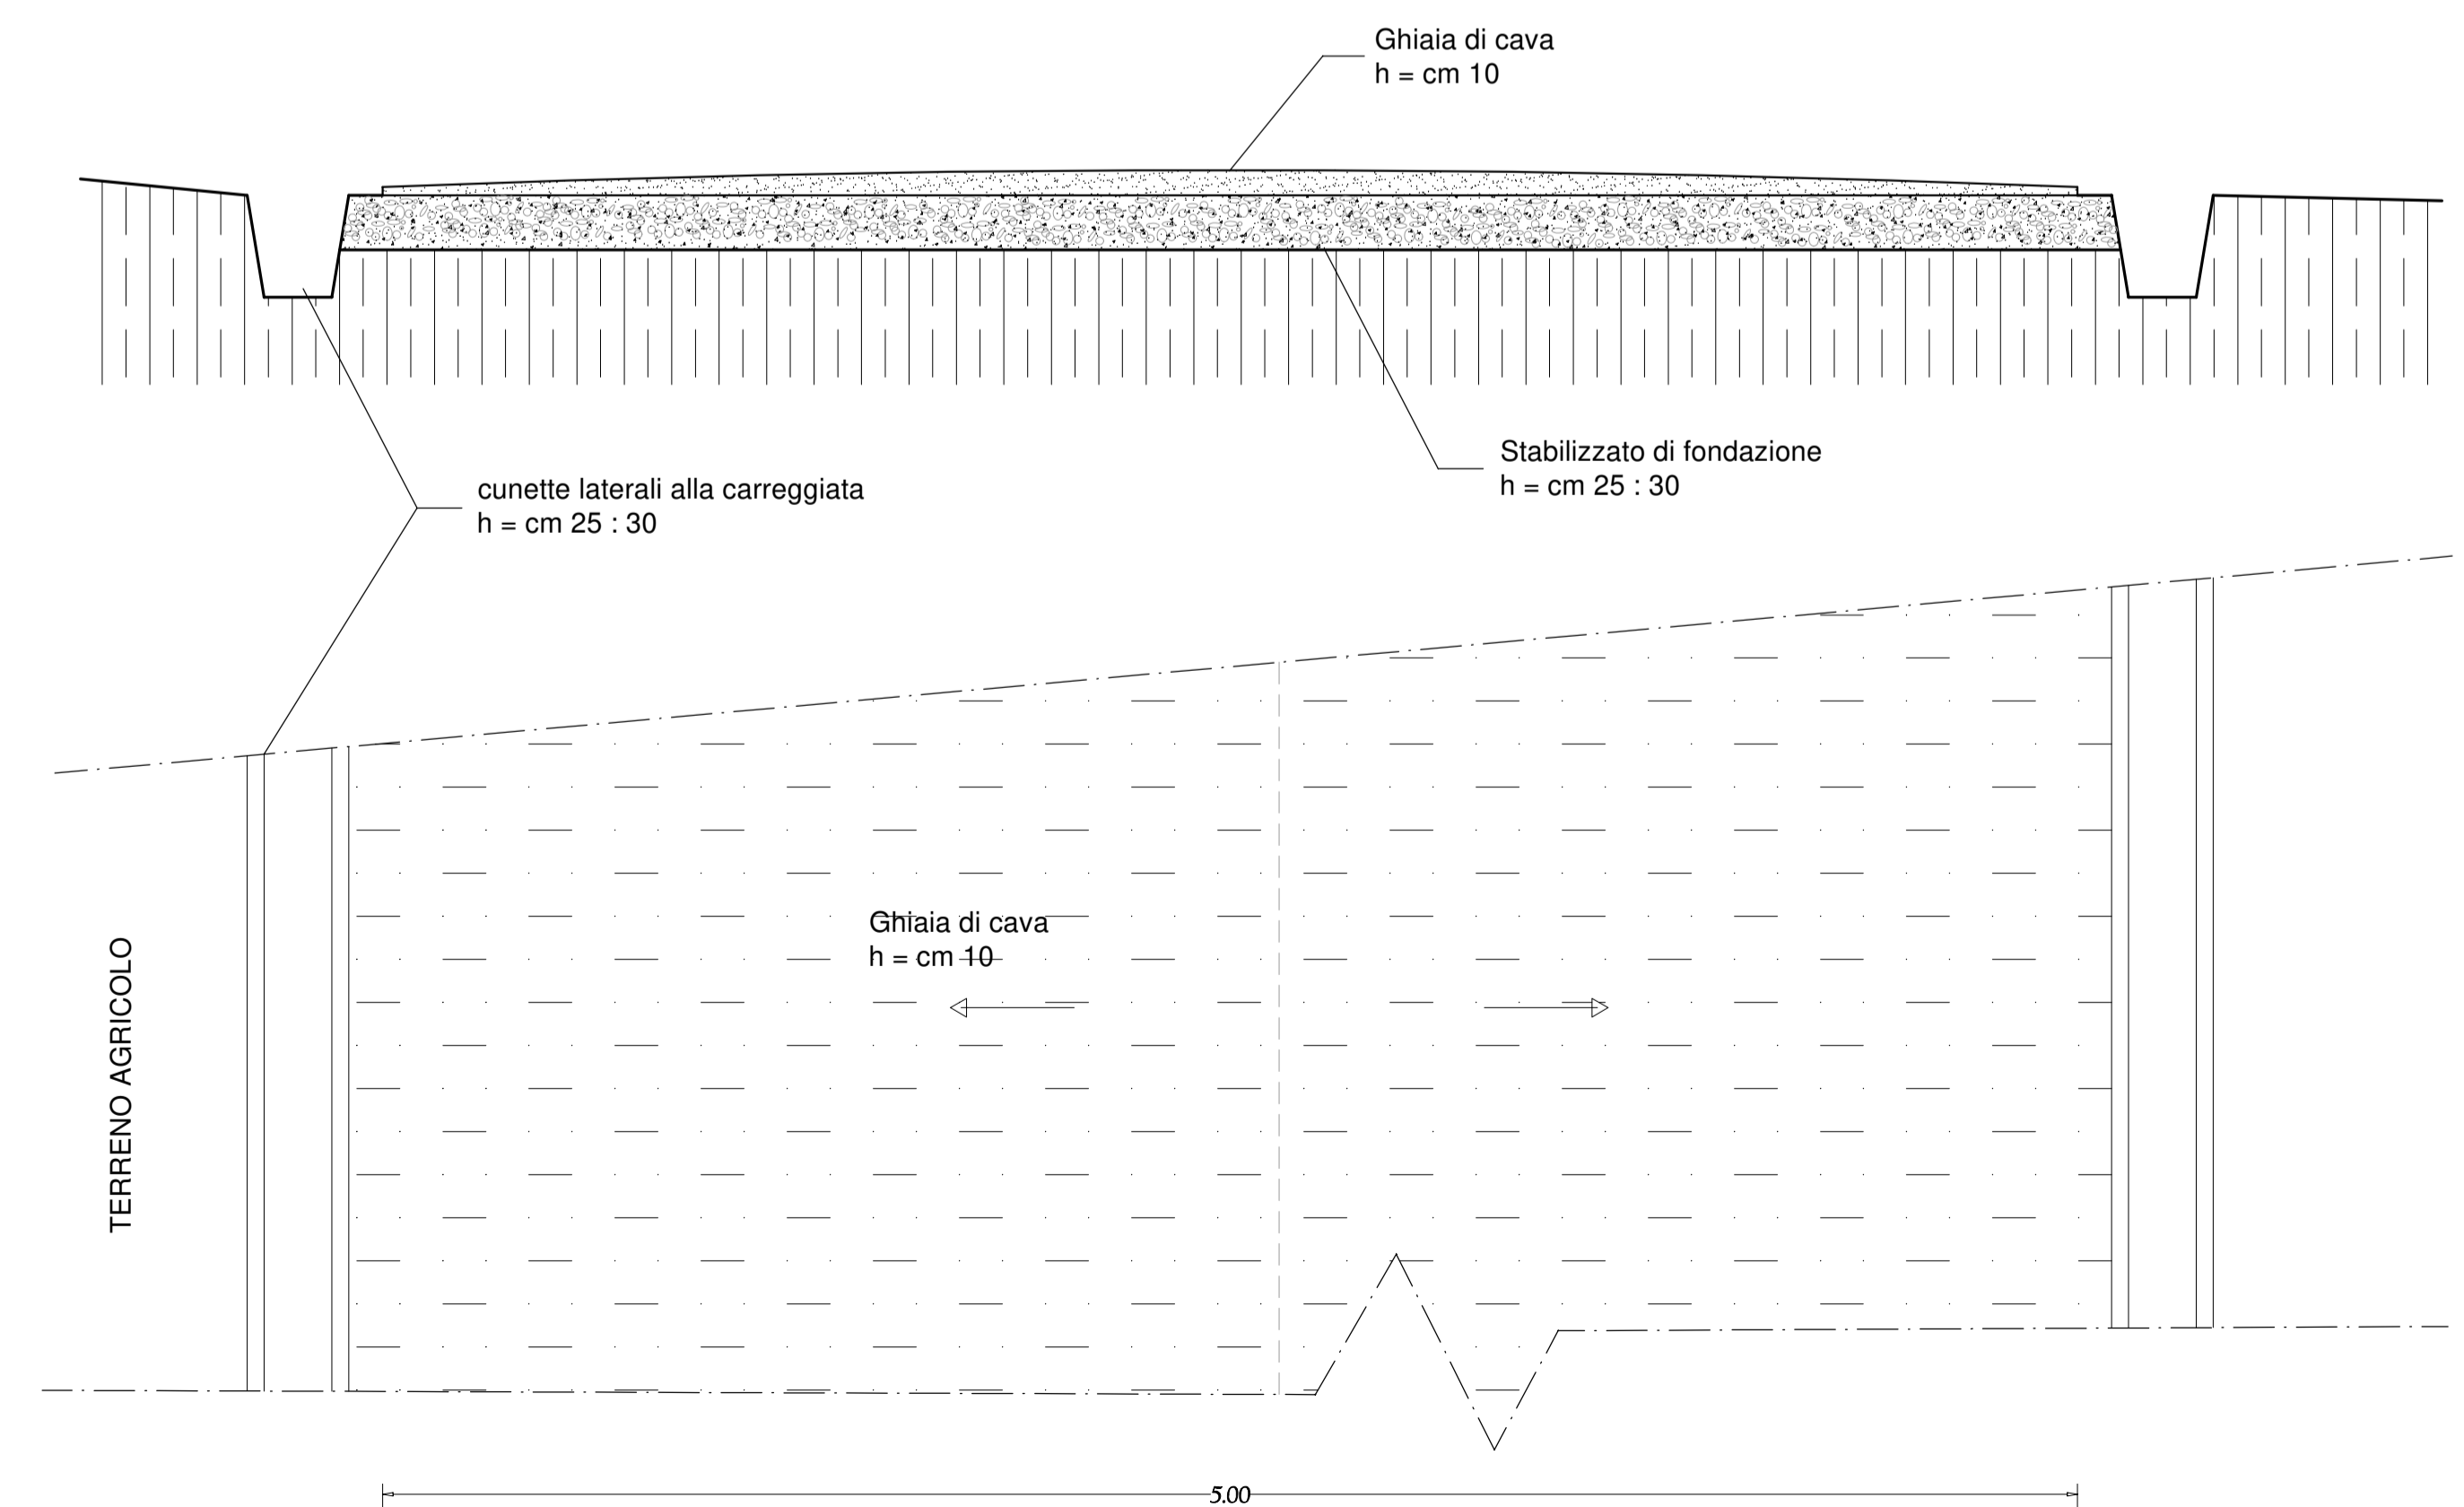 Ghiaia di cava
h = cm 10
Stabilizzato di fondazione
h = cm 25 : 30
cunette laterali alla carreggiata
h = cm 25 : 30
Ghiaia di cava
h = cm 10
TERRENO AGRICOLO
5.00